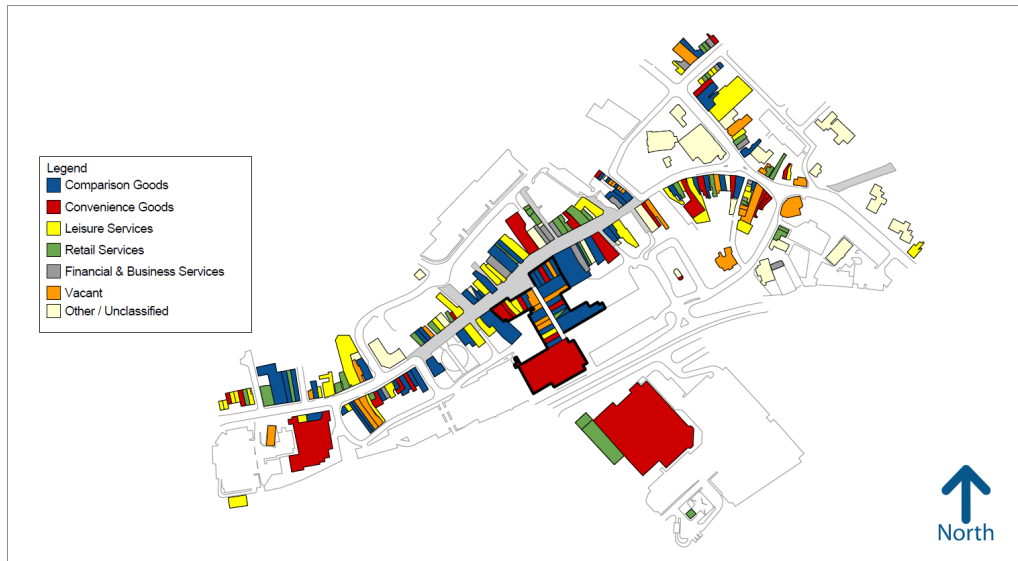 Legend
Comparison Goods
Convenience Goods
Leisure Services
Retail Services
Financial & Business Services
Vacant
Other / Unclassified
North